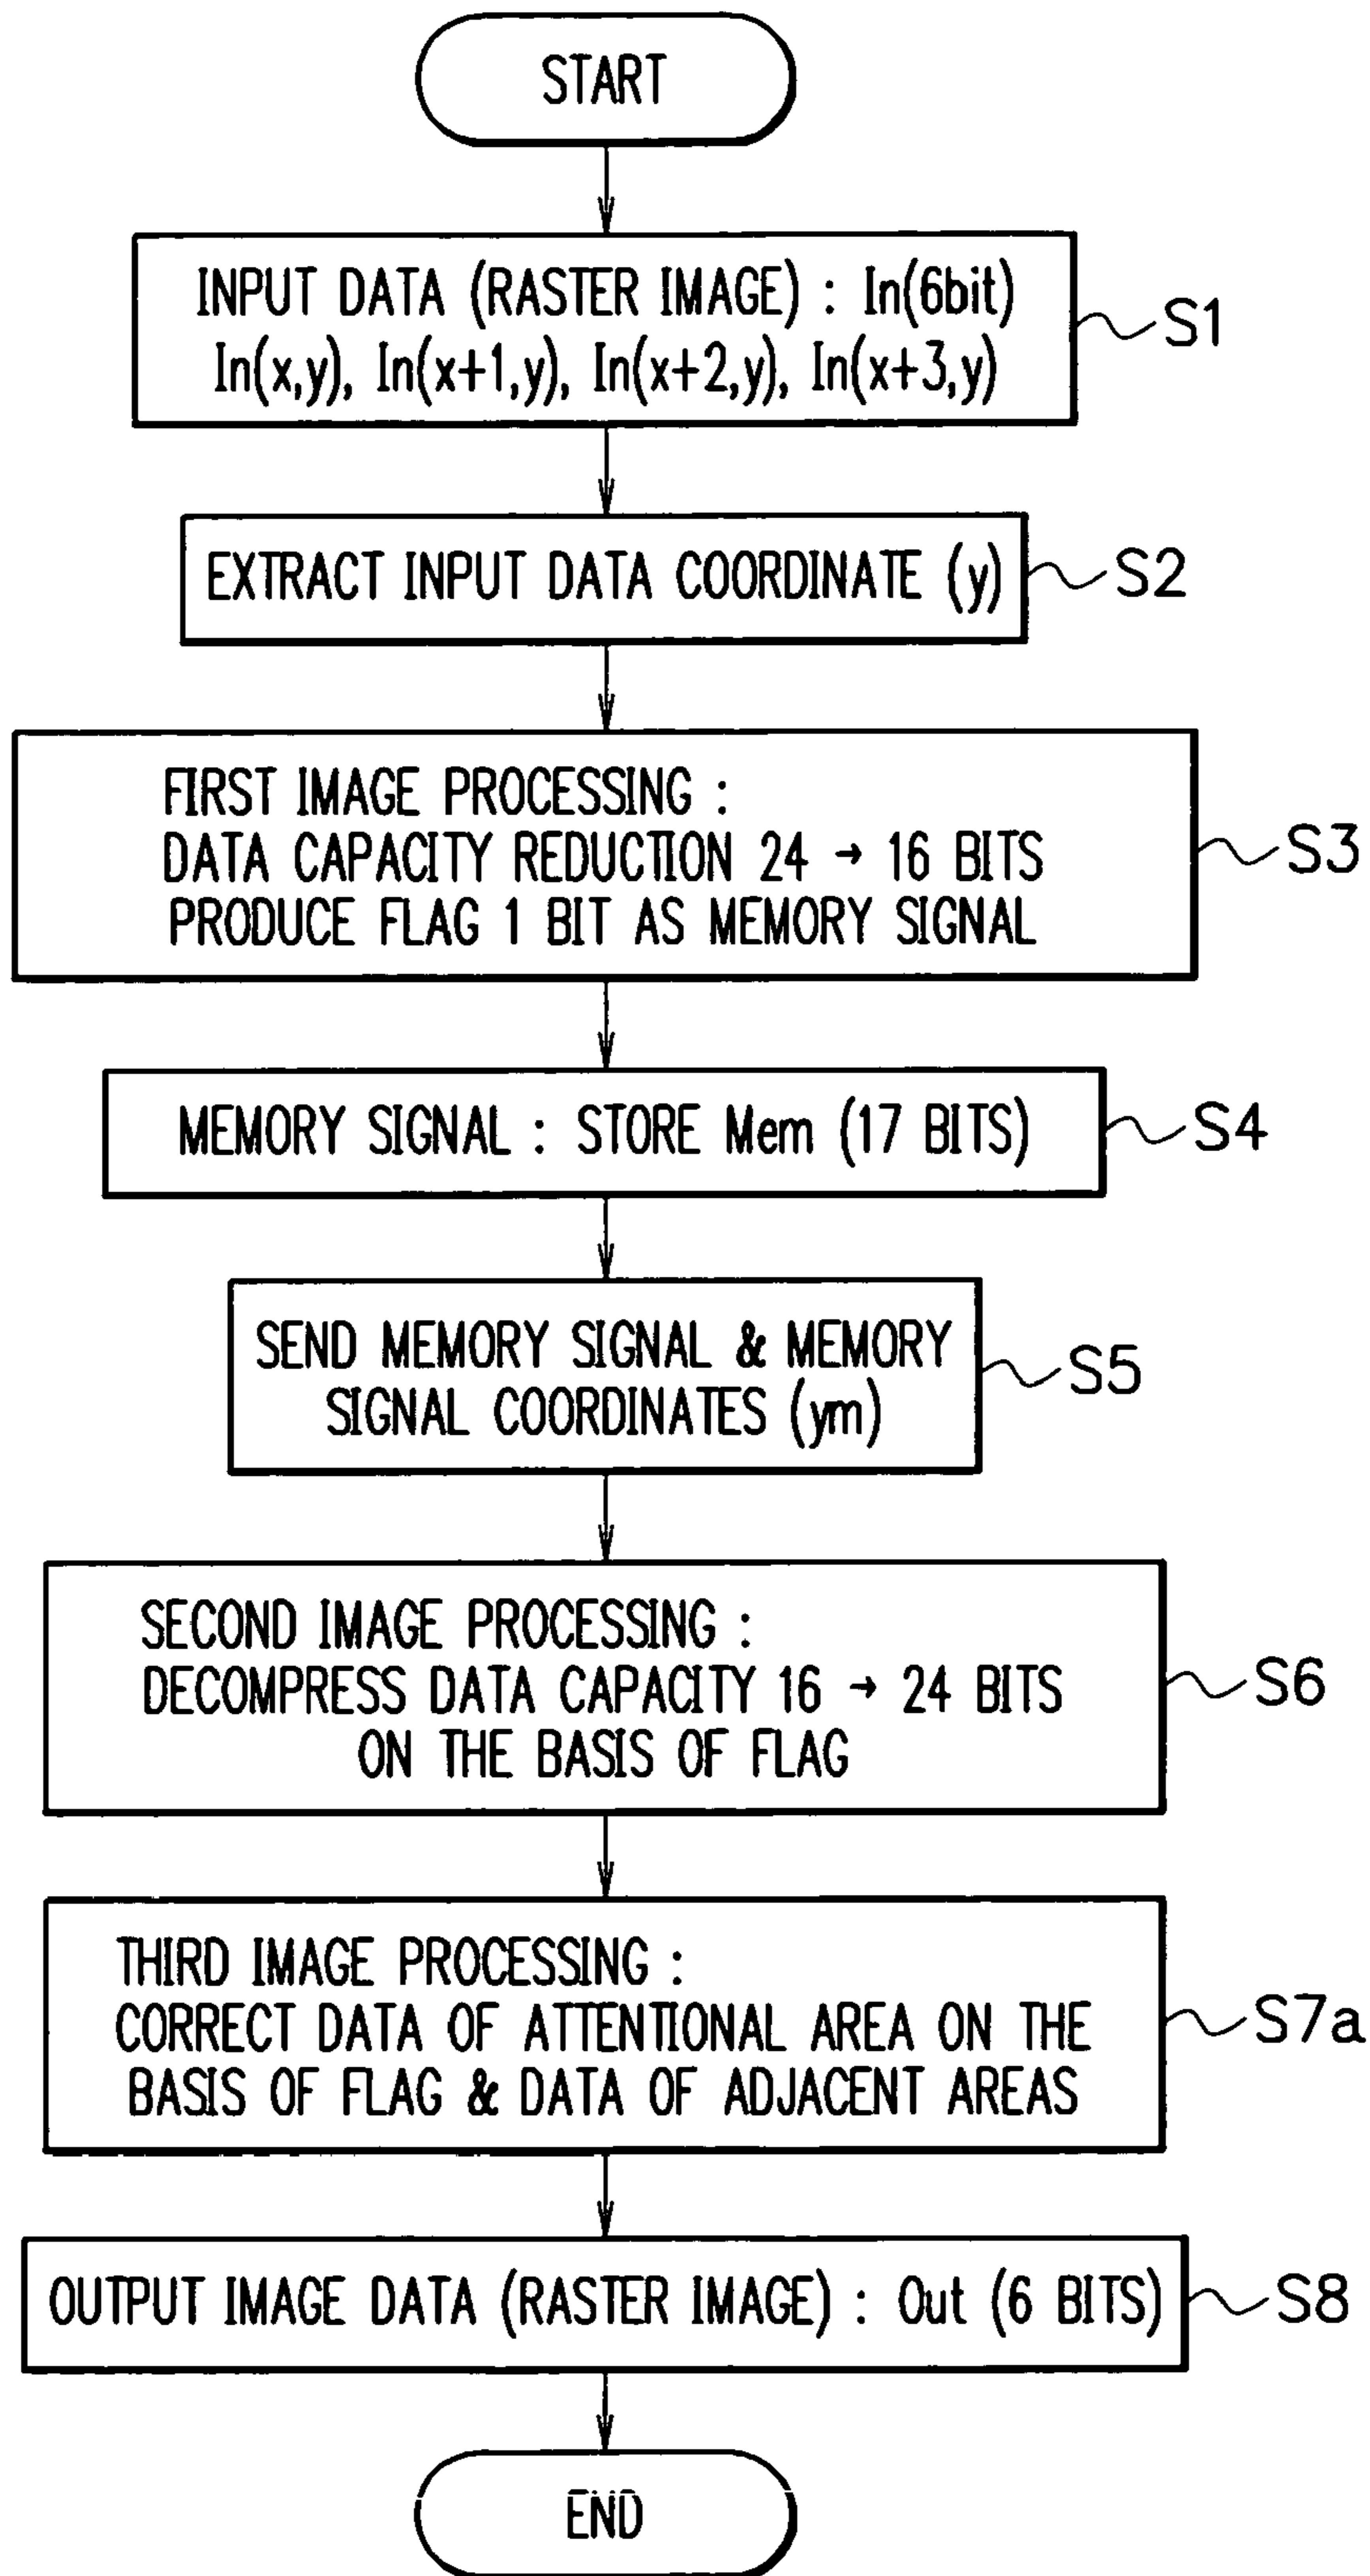 START
INPUT DATA (RASTER IMAGE) : In(6bit)
In(x,y), In(x+1,y), In(x+2,y), In(x+3,y)
S1
EXTRACT INPUT DATA COORDINATE (y)
S2
FIRST IMAGE PROCESSING :
DATA CAPACITY REDUCTION 24 → 16 BITS
PRODUCE FLAG 1 BIT AS MEMORY SIGNAL
S3
MEMORY SIGNAL : STORE Mem (17 BITS)
S4
SEND MEMORY SIGNAL & MEMORY
SIGNAL COORDINATES (ym)
S5
SECOND IMAGE PROCESSING :
DECOMPRESS DATA CAPACITY 16 → 24 BITS
ON THE BASIS OF FLAG
S6
THIRD IMAGE PROCESSING :
CORRECT DATA OF ATTENTIONAL AREA ON THE
BASIS OF FLAG & DATA OF ADJACENT AREAS
S7a
OUTPUT IMAGE DATA (RASTER IMAGE) : Out (6 BITS)
S8
END